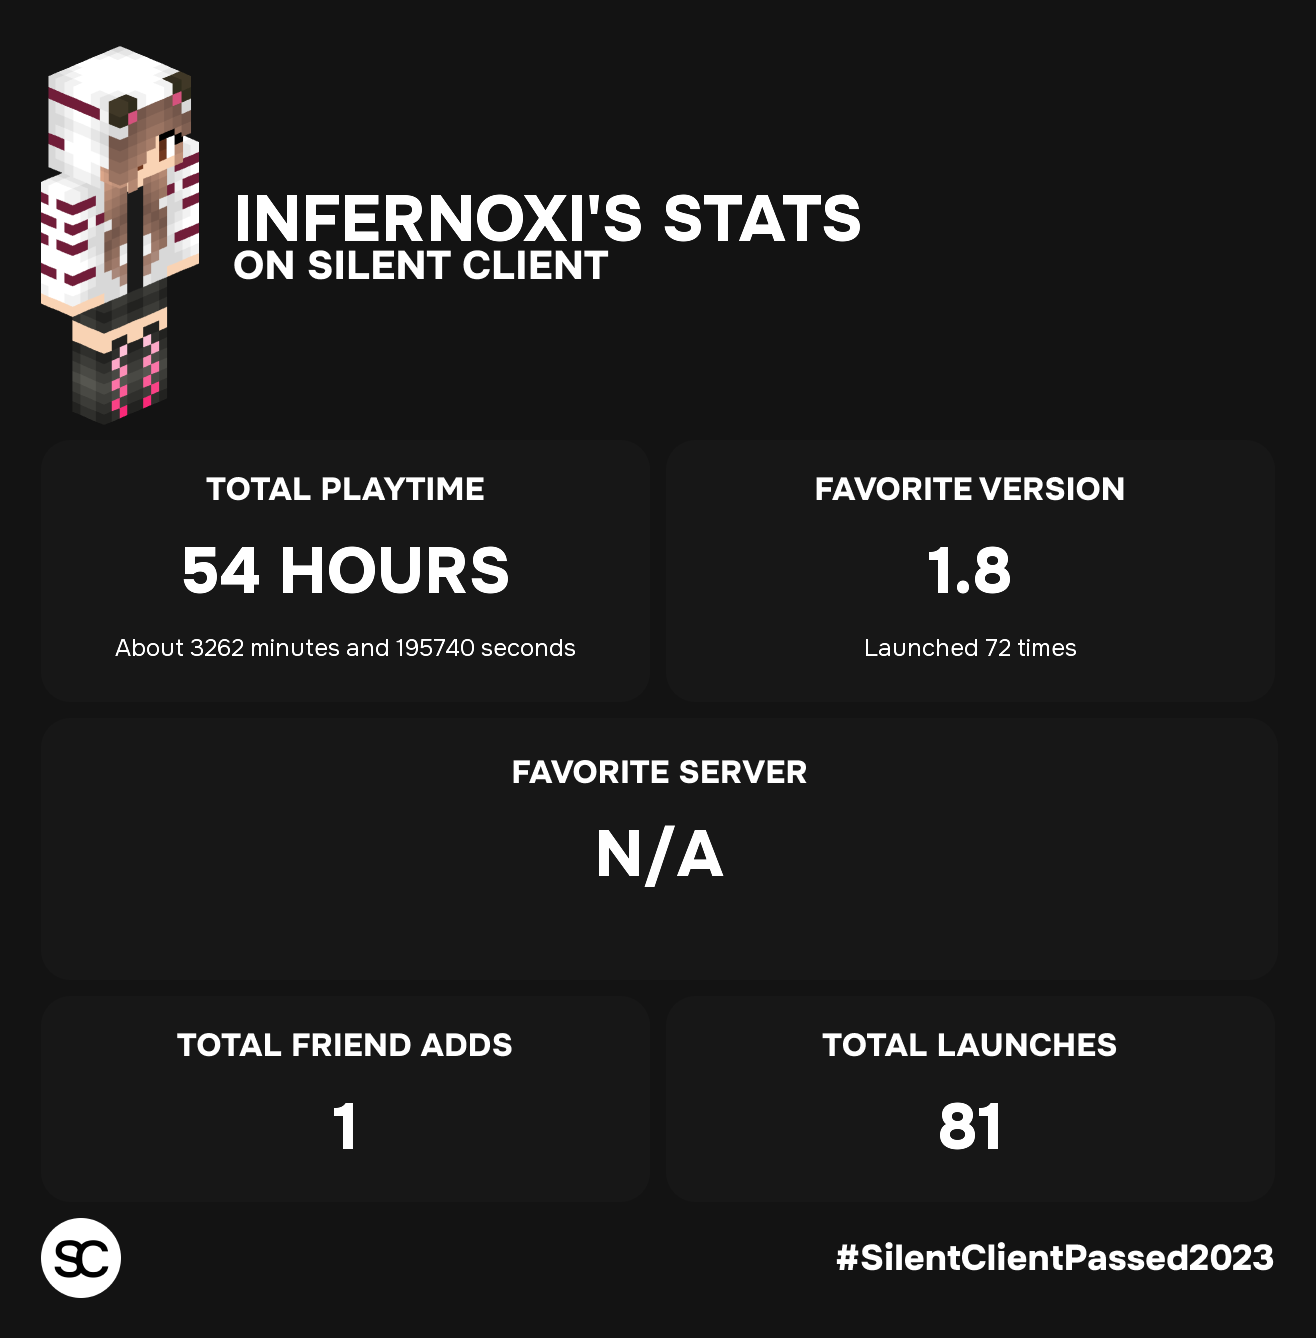 INFERNOXI'S STATS
ON SILENT CLIENT
TOTAL PLAYTIME
54 HOURS
About 3262 minutes and 195740 seconds
FAVORITE VERSION
1.8
Launched 72 times
FAVORITE SERVER
N/A
TOTAL FRIEND ADDS
1
TOTAL LAUNCHES
81
SC
#SilentClientPassed2023